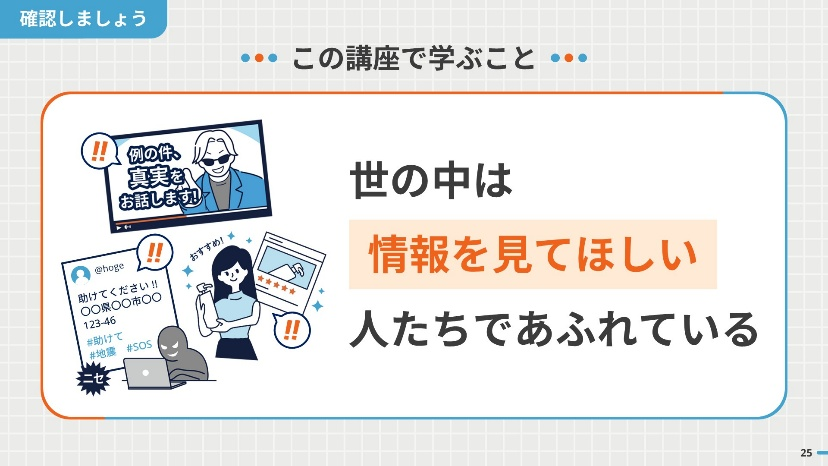 確認しましょう
この講座で学ぶこと
例の件、
真実を
お話します!
!!
世の中は
情報を見てほしい
人たちであふれている
おすすめ!
!!
@hoge
助けてください!!
〇〇県〇〇市〇〇
123-46
#助けて
#地震 #SOS
ニセ
★★★★★
!!
25